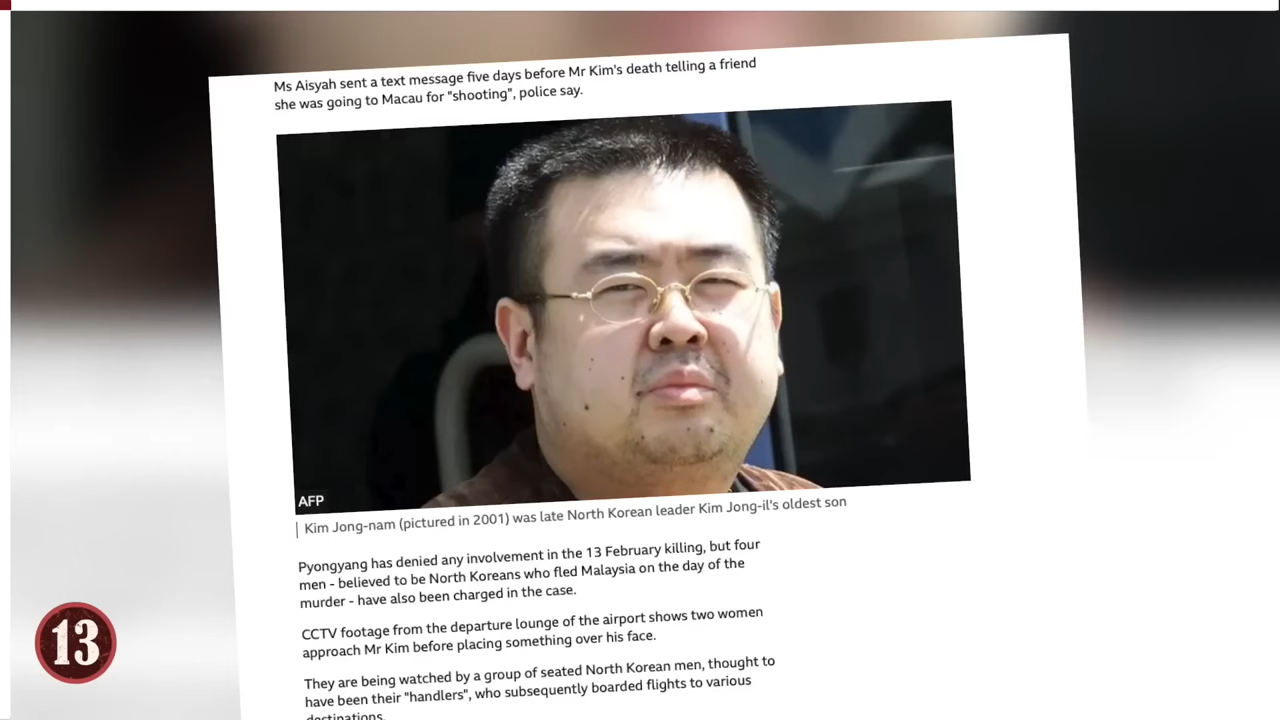 Ms Aisyah sent a text message five days before Mr Kim's death telling a friend
she was going to Macau for "shooting", police say.
AFP
Kim Jong-nam (pictured in 2001) was late North Korean leader Kim Jong-il's oldest son
Pyongyang has denied any involvement in the 13 February killing, but four
men - believed to be North Koreans who fled Malaysia on the day of the
murder - have also been charged in the case.
CCTV footage from the departure lounge of the airport shows two women
approach Mr Kim before placing something over his face.
They are being watched by a group of seated North Korean men, thought to
have been their "handlers", who subsequently boarded flights to various
destinations.
13